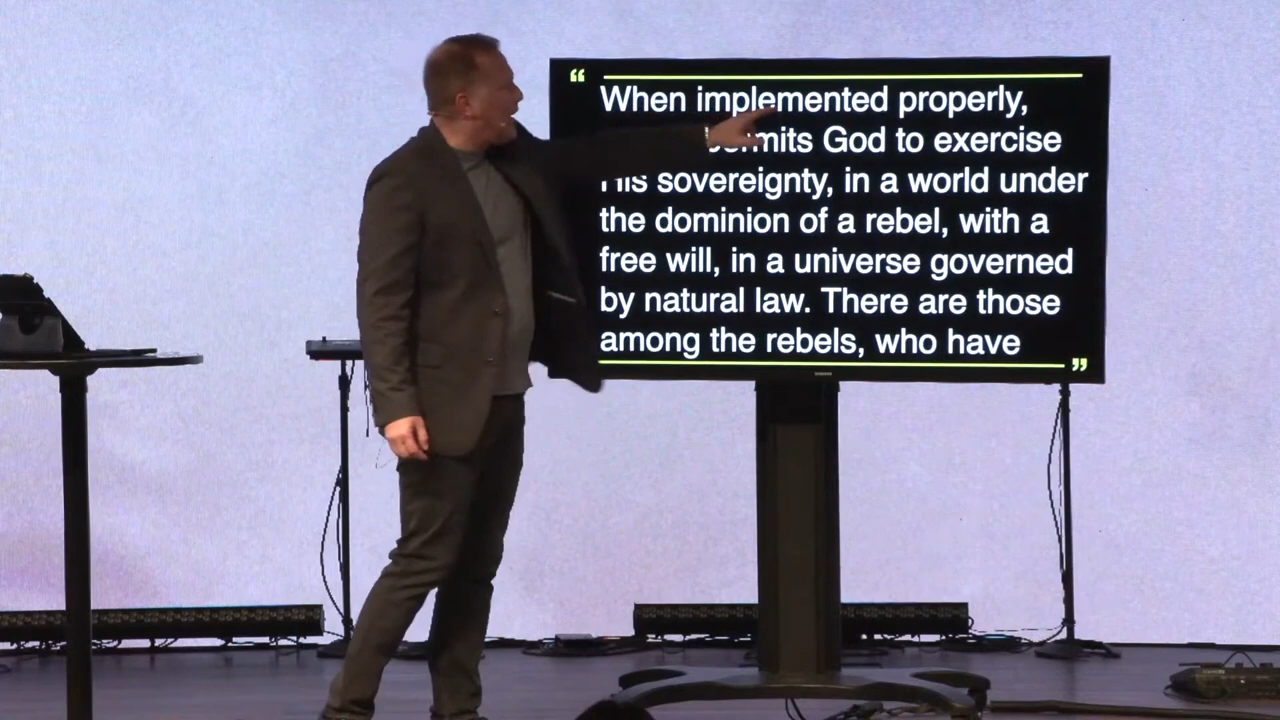 “
When implemented properly,
God to exercise
sovereignty, in a world under
the dominion of a rebel, with a
free will, in a universe governed
by natural law. There are those
among the rebels, who have
”